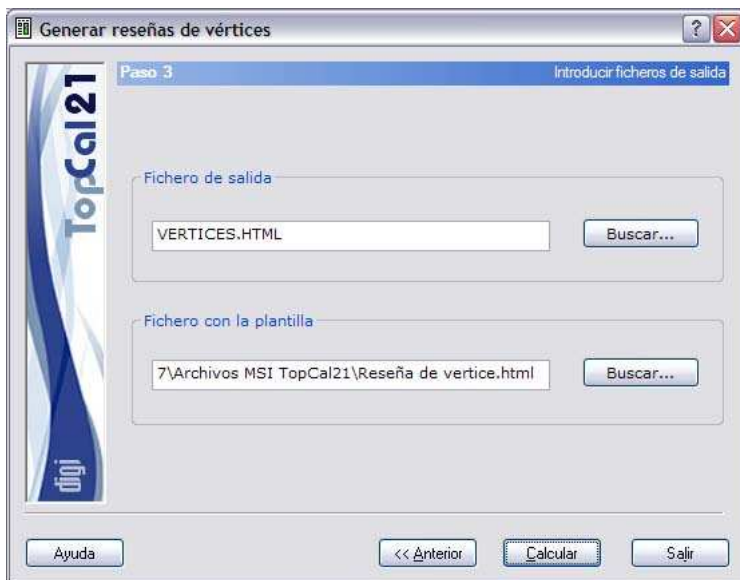 Generar reseñas de vértices
Paso 3
Introducir ficheros de salida
TopCal21
digi
Fichero de salida
VERTICES.HTML
Buscar...
Fichero con la plantilla
7\Archivos MSI TopCal21\Reseña de vertice.html
Buscar...
Ayuda
<< Anterior
Calcular
Salir